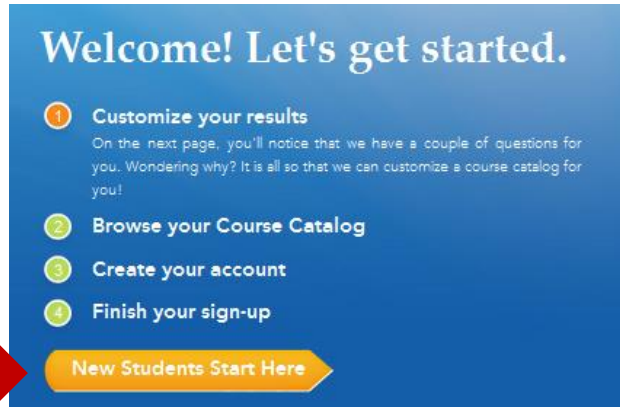 Welcome! Let's get started.
1 Customize your results
On the next page, you'll notice that we have a couple of questions for
you. Wondering why? It is all so that we can customize a course catalog for
you!
2 Browse your Course Catalog
3 Create your account
4 Finish your sign-up
New Students Start Here